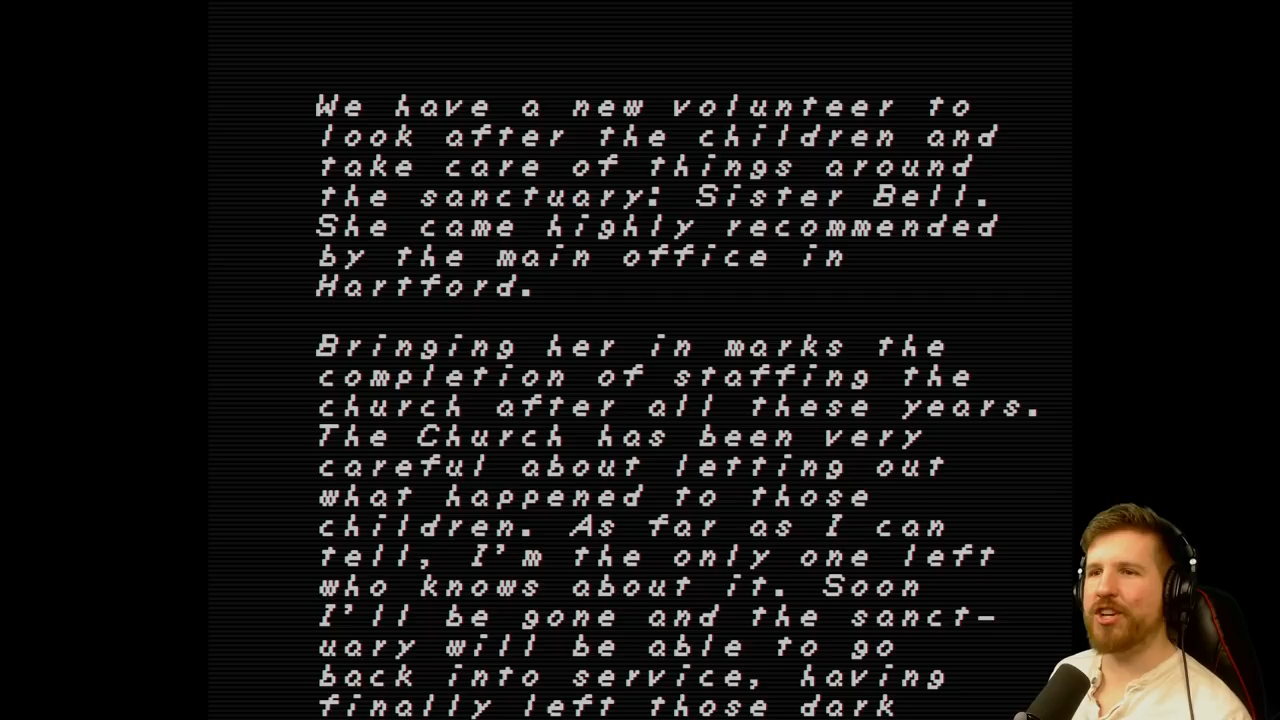 We have a new volunteer to
look after the children and
take care of things around
the sanctuary: Sister Bell.
She came highly recommended
by the main office in
Hartford.
Bringing her in marks the
completion of staffing the
church after all these years.
The Church has been very
careful about letting out
what happened to those
children. As far as I can
tell, I'm the only one left
who knows about it. Soon
I'll be gone and the sanct-
uary will be able to go
back into service, having
finally left those dark